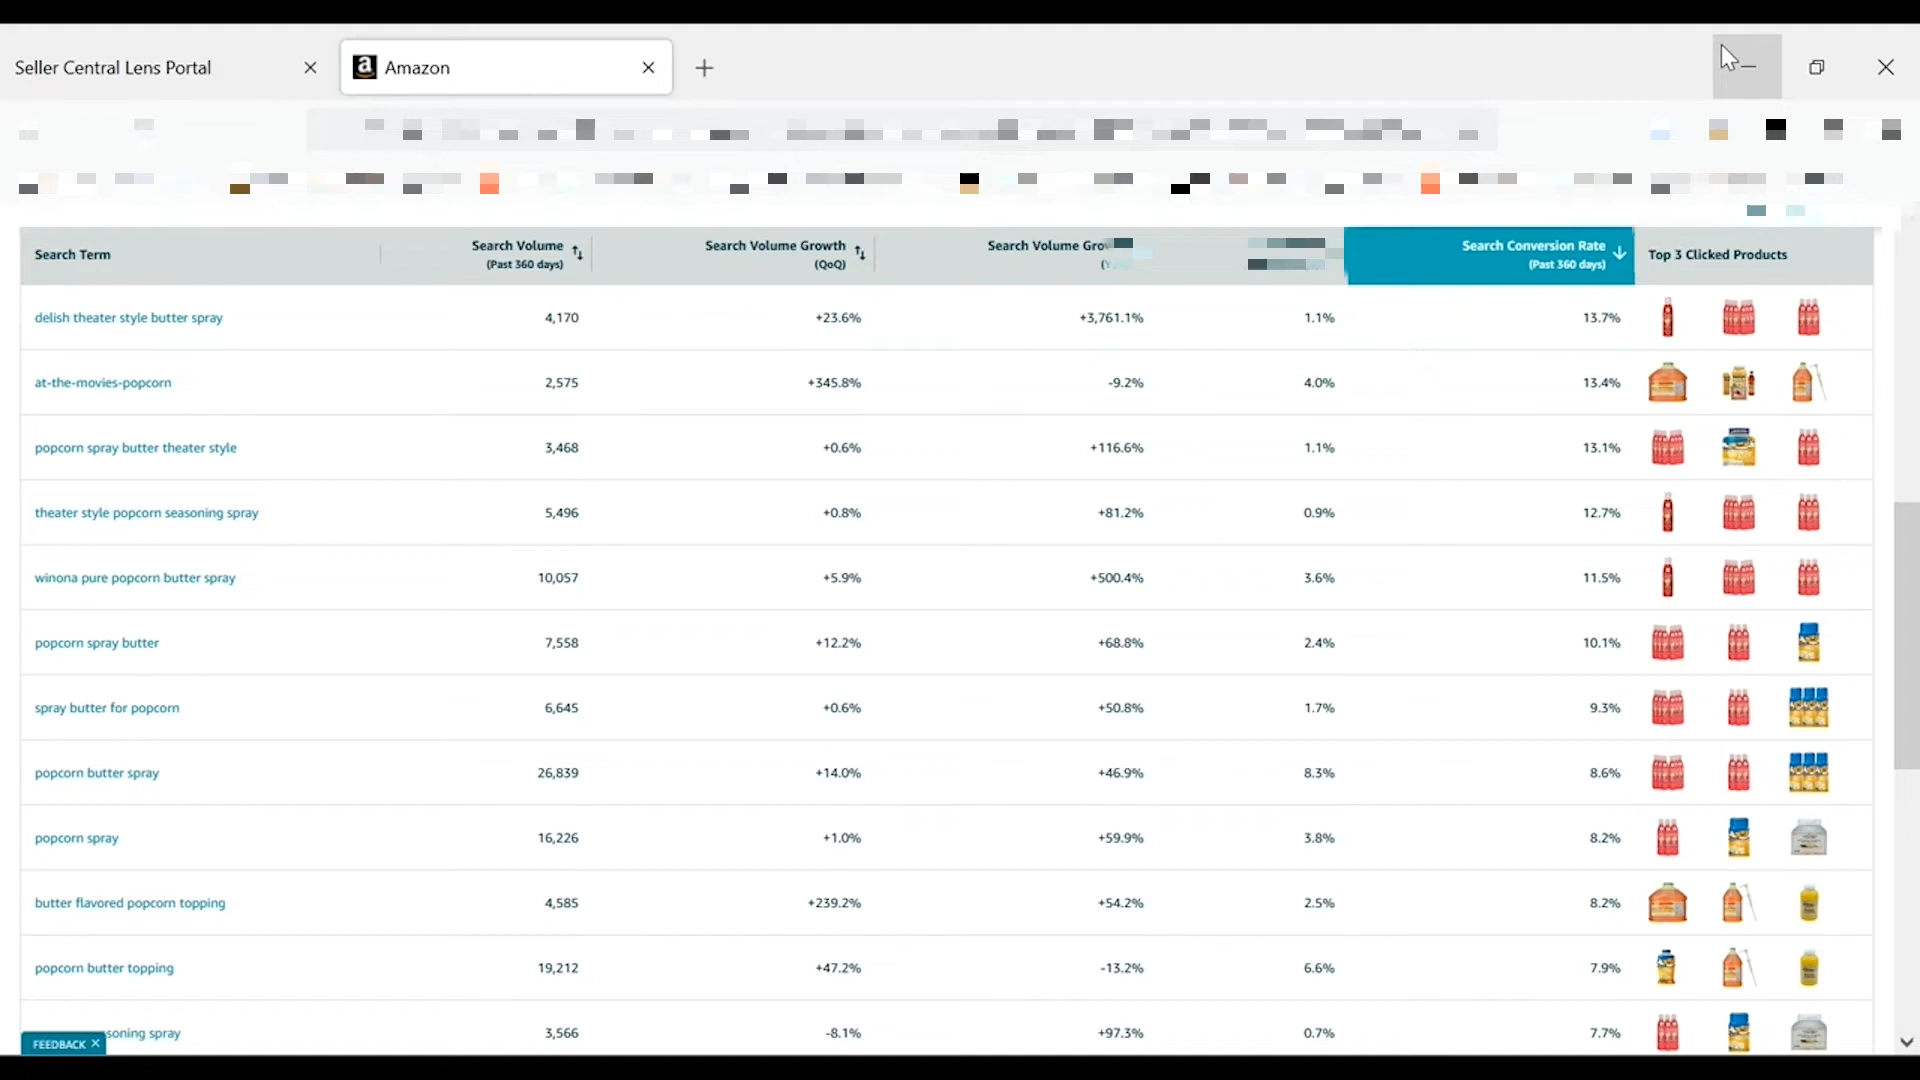 Seller Central Lens Portal
Amazon
Search Term
Search Volume
(Past 360 days)
Search Volume Growth
(QoQ)
Search Volume
Search Conversion Rate
(Past 360 days)
Top 3 Clicked Products
delish theater style butter spray 4,170 +23.6% +3,761.1% 1.1% 13.7%
at-the-movies-popcorn 2,575 +345.8% -9.2% 4.0% 13.4%
popcorn spray butter theater style 3,468 +0.6% +116.6% 1.1% 13.1%
theater style popcorn seasoning spray 5,496 +0.8% +81.2% 0.9% 12.7%
winona pure popcorn butter spray 10,057 +5.9% +500.4% 3.6% 11.5%
popcorn spray butter 7,558 +12.2% +68.8% 2.4% 10.1%
spray butter for popcorn 6,645 +0.6% +50.8% 1.7% 9.3%
popcorn butter spray 26,839 +14.0% +46.9% 8.3% 8.6%
popcorn spray 16,226 +1.0% +59.9% 3.8% 8.2%
butter flavored popcorn topping 4,585 +239.2% +54.2% 2.5% 8.2%
popcorn butter topping 19,212 +47.2% -13.2% 6.6% 7.9%
spray 3,566 -8.1% +97.3% 0.7% 7.7%
FEEDBACK